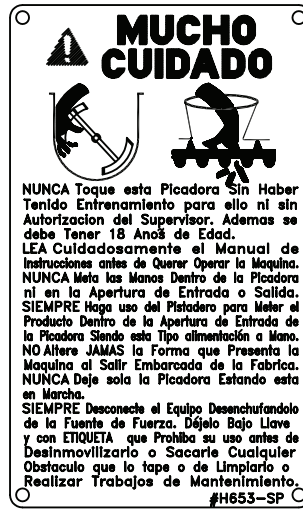 MUCHO
CUIDADO
NUNCA Toque esta Picadora Sin Haber
Tenido Entrenamiento para ello ni sin
Autorizacion del Supervisor. Ademas se
debe Tener 18 Anos de Edad.
LEA Cuidadosamente el Manual de
Instrucciones antes de Querer Operar la Maquina.
NUNCA Meta las Manos Dentro de la Picadora
ni en la Apertura de Entrada o Salida.
SIEMPRE Haga uso del Pistadero para Meter el
Producto Dentro de la Apertura de Entrada de
la Picadora Siendo esta Tipo alimentación a Mano.
NO Altere JAMAS la Forma que Presenta la
Maquina al Salir Embarcada de la Fabrica.
NUNCA Deje sola la Picadora Estando esta
en Marcha.
SIEMPRE Desconecte el Equipo Desenchufandolo
de la Fuente de Fuerza. Déjelo Bajo Llave
y con ETIQUETA que Prohiba su uso antes de
Desinmovilizarlo o Sacarle Cualquier
Obstaculo que lo tape o de Limpiarlo o
Realizar Trabajos de Mantenimiento.
#H653-SP